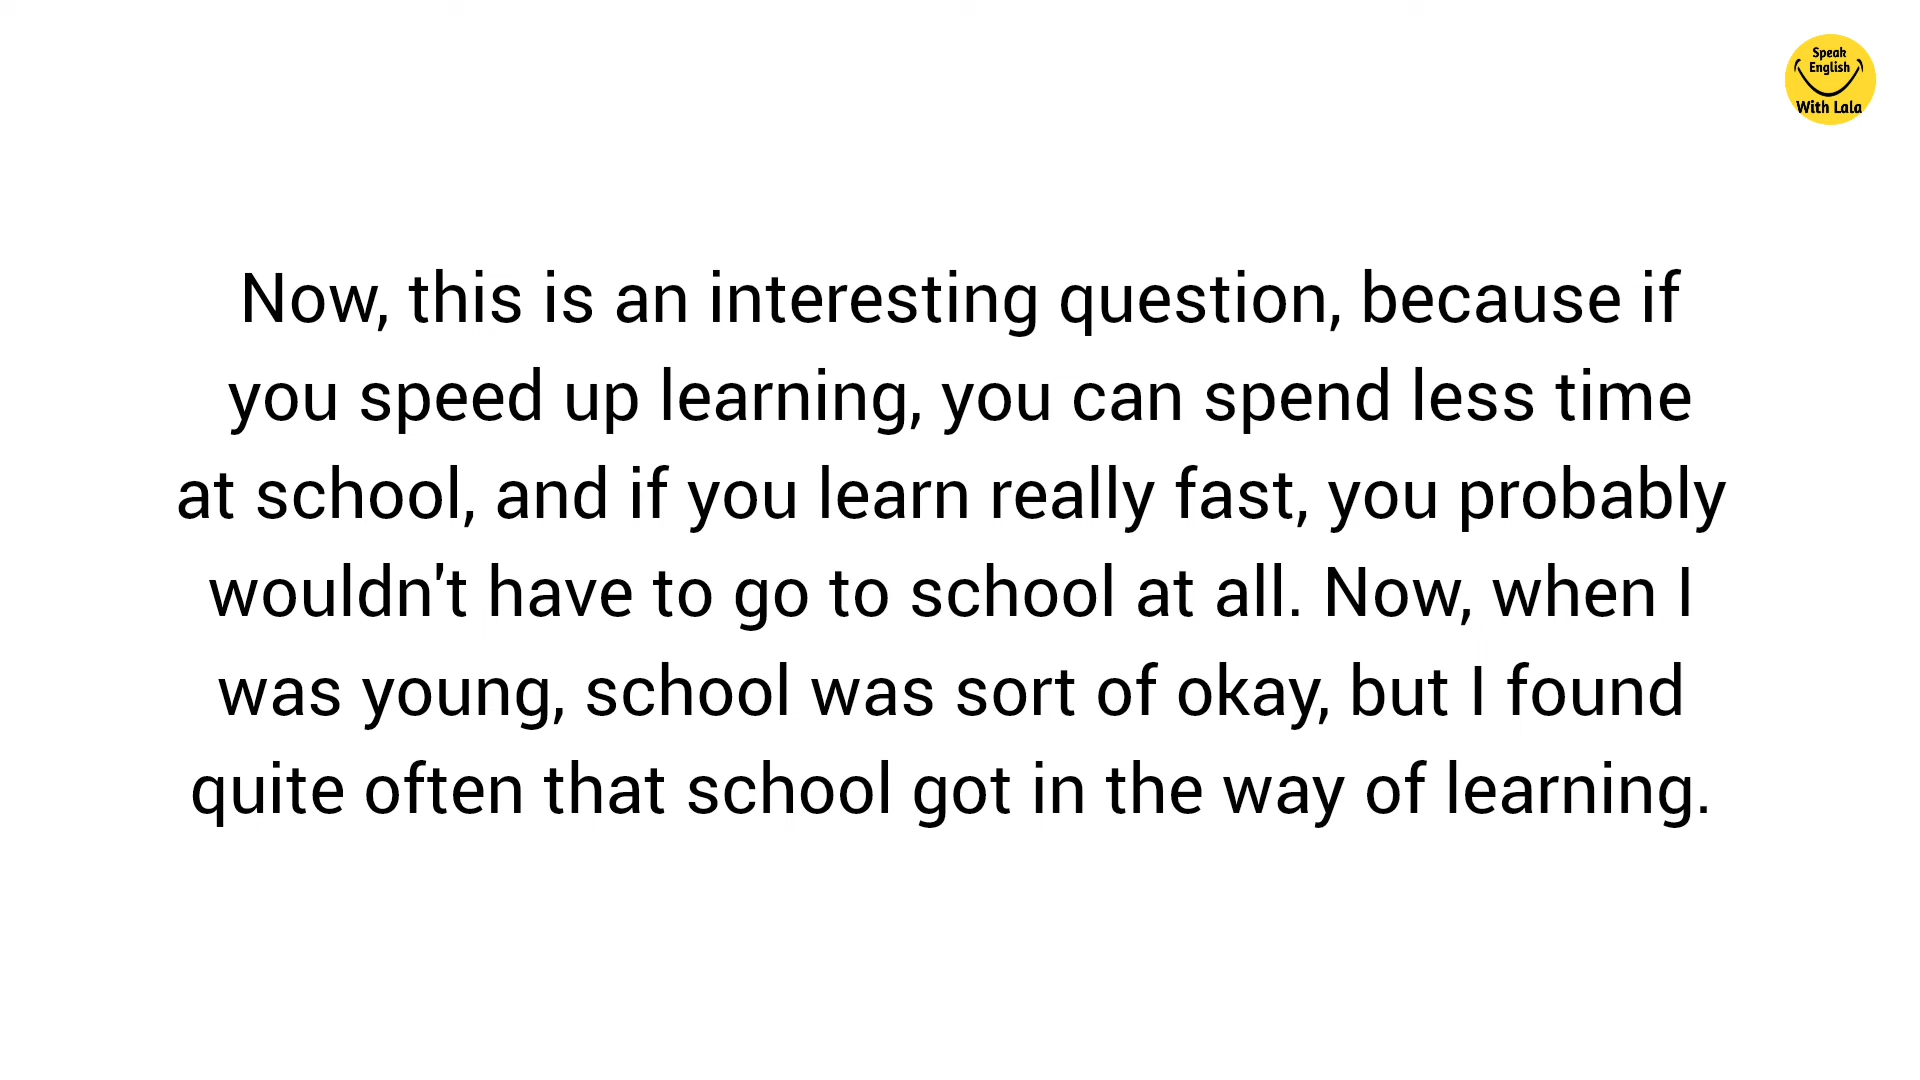 Speak
English
With Lala
Now, this is an interesting question, because if
you speed up learning, you can spend less time
at school, and if you learn really fast, you probably
wouldn't have to go to school at all. Now, when I
was young, school was sort of okay, but I found
quite often that school got in the way of learning.